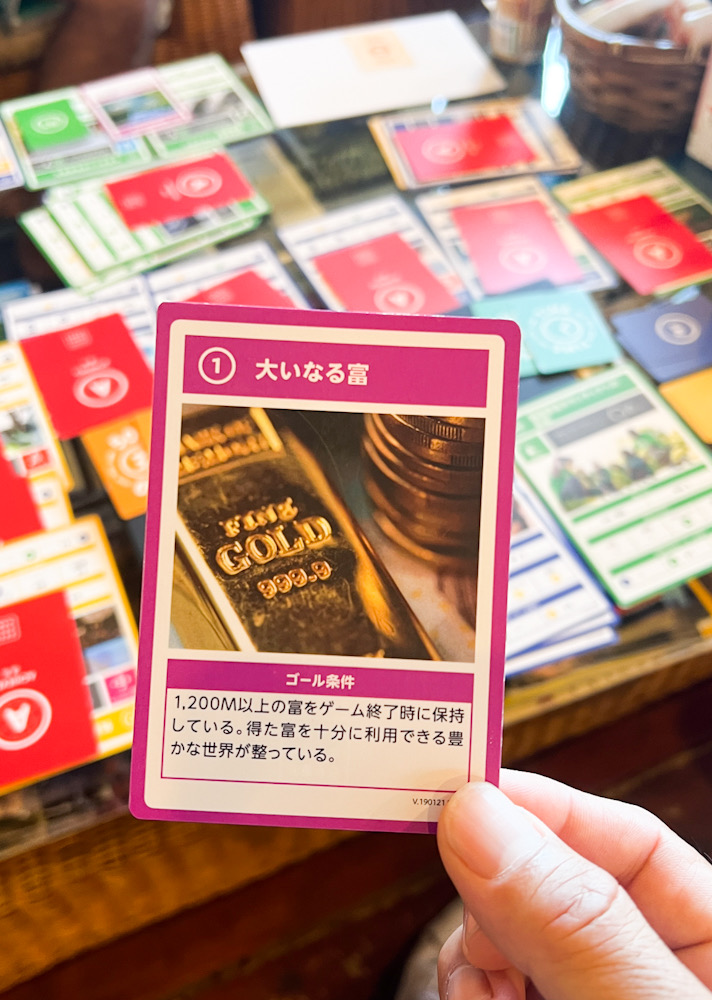 ① 大いなる富
FINE
GOLD
999.9
ゴール条件
1,200M以上の富をゲーム終了時に保持
している。得た富を十分に利用できる豊
かな世界が整っている。
V.190121